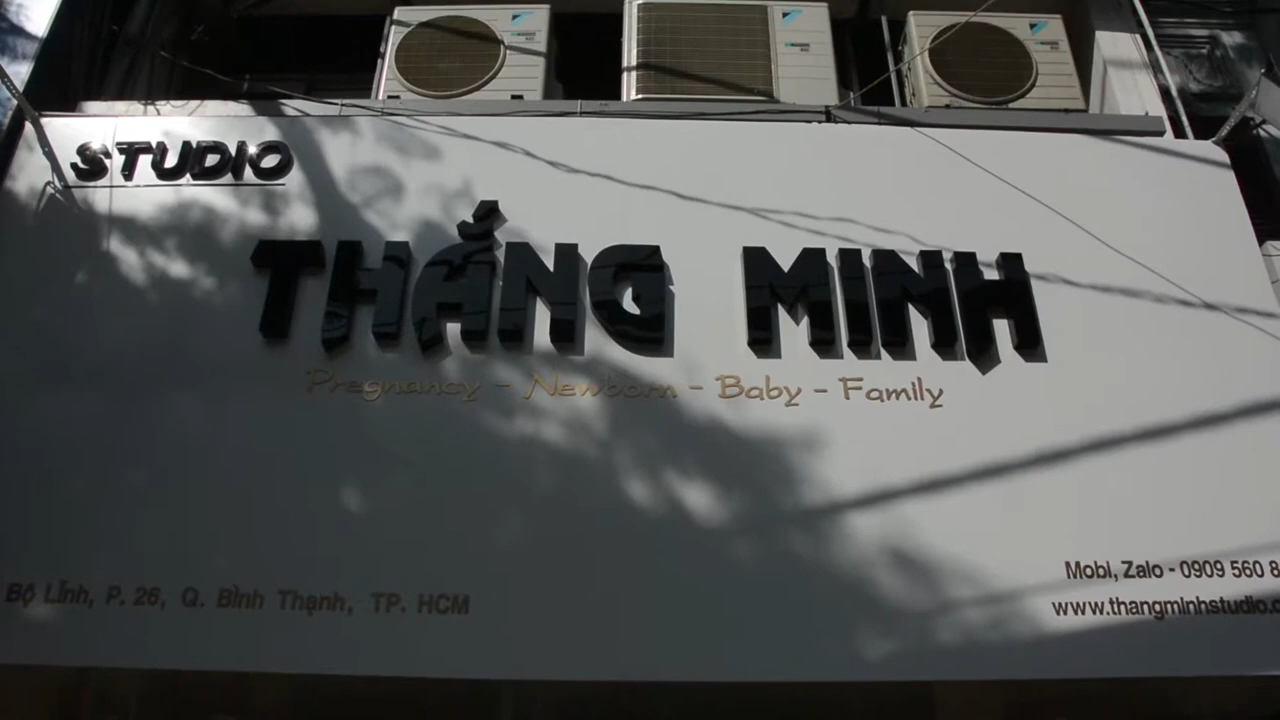 STUDIO
THẮNG MINH
Pregnancy - Newborn - Baby - Family
Bộ Lĩnh, P. 26, Q. Bình Thạnh, TP. HCM
Mobi, Zalo - 0909 560 8
www.thangminhstudio.c